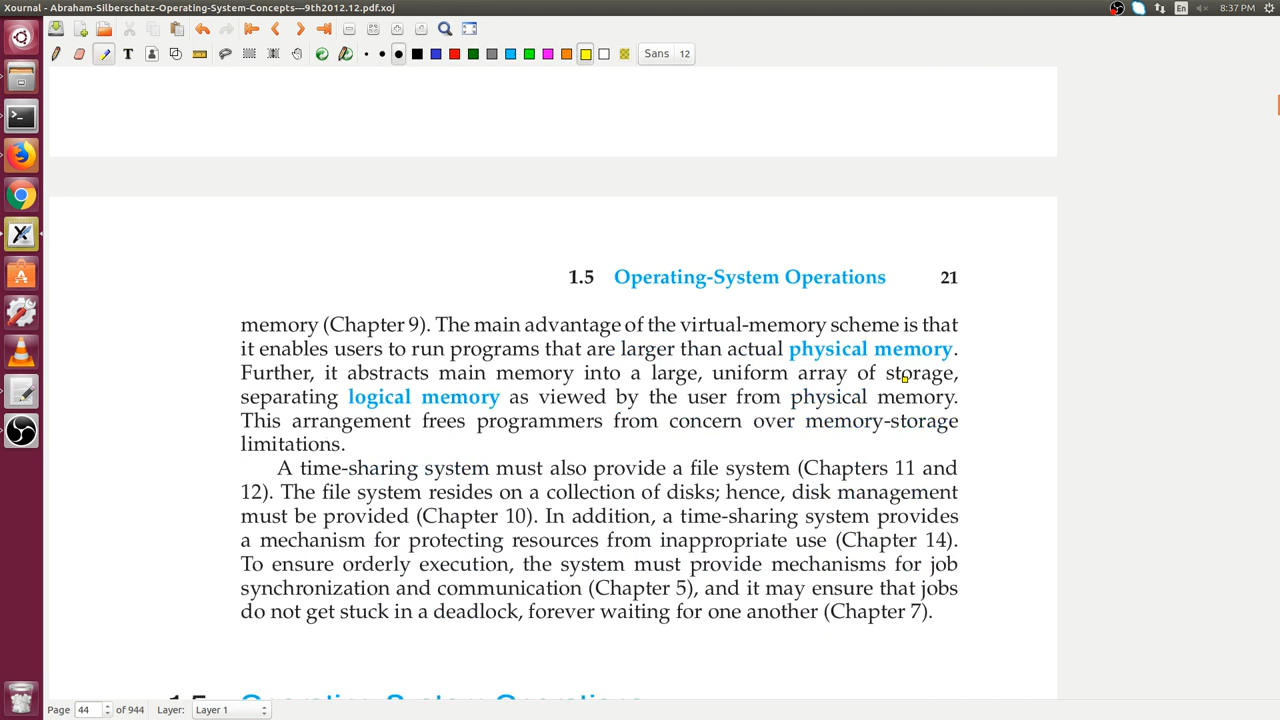 Xournal - Abraham-Silberschatz-Operating-System-Concepts---9th2012.12.pdf.xoj
En
8:37 PM
Sans 12
1.5 Operating-System Operations 21
memory (Chapter 9). The main advantage of the virtual-memory scheme is that
it enables users to run programs that are larger than actual physical memory.
Further, it abstracts main memory into a large, uniform array of storage,
separating logical memory as viewed by the user from physical memory.
This arrangement frees programmers from concern over memory-storage
limitations.
A time-sharing system must also provide a file system (Chapters 11 and
12). The file system resides on a collection of disks; hence, disk management
must be provided (Chapter 10). In addition, a time-sharing system provides
a mechanism for protecting resources from inappropriate use (Chapter 14).
To ensure orderly execution, the system must provide mechanisms for job
synchronization and communication (Chapter 5), and it may ensure that jobs
do not get stuck in a deadlock, forever waiting for one another (Chapter 7).
1.5 Operating-System Operations
Page 44 of 944 Layer: Layer 1